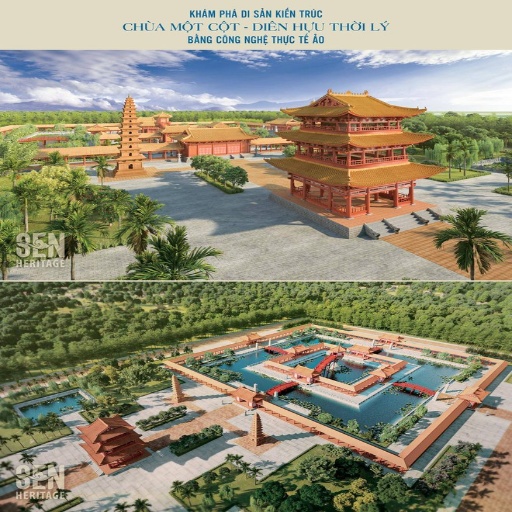 KHÁM PHÁ DI SẢN KIẾN TRÚC
CHÙA MỘT CỘT - DIÊN HỰU THỜI LÝ
BẰNG CÔNG NGHỆ THỰC TẾ ẢO
SEN
HERITAGE
SEN
HERITAGE